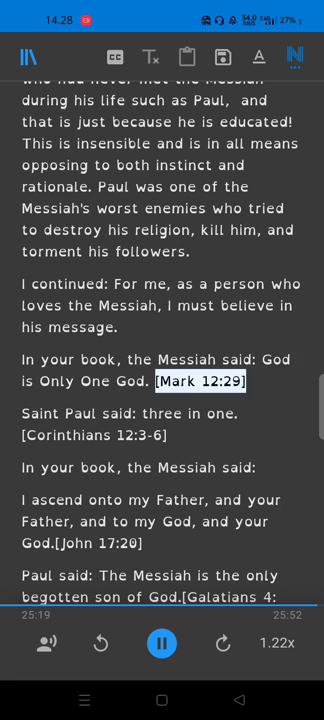 14.28
27%
CC
A
N
who had never met the Messiah
during his life such as Paul, and
that is just because he is educated!
This is insensible and is in all means
opposing to both instinct and
rationale. Paul was one of the
Messiah's worst enemies who tried
to destroy his religion, kill him, and
torment his followers.
I continued: For me, as a person who
loves the Messiah, I must believe in
his message.
In your book, the Messiah said: God
is Only One God. [Mark 12:29]
Saint Paul said: three in one.
[Corinthians 12:3-6]
In your book, the Messiah said:
I ascend onto my Father, and your
Father, and to my God, and your
God.[John 17:20]
Paul said: The Messiah is the only
begotten son of God.[Galatians 4:
25:19 25:52
1.22x